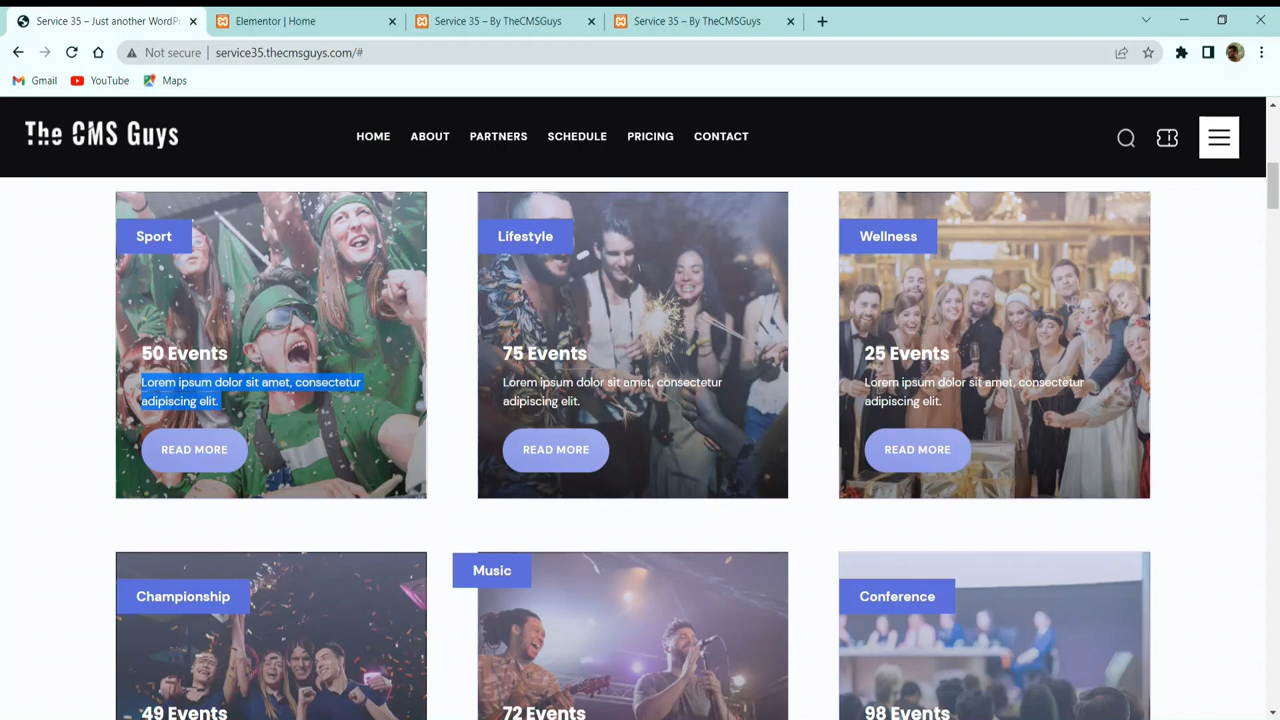 Service 35 – Just another WordPr
Elementor | Home
Service 35 – By TheCMSGuys
Service 35 – By TheCMSGuys
Not secure
service35.thecmsguys.com/#
Gmail
YouTube
Maps
The CMS Guys
HOME
ABOUT
PARTNERS
SCHEDULE
PRICING
CONTACT
Sport
50 Events
Lorem ipsum dolor sit amet, consectetur
adipiscing elit.
READ MORE
Lifestyle
75 Events
Lorem ipsum dolor sit amet, consectetur
adipiscing elit.
READ MORE
Wellness
25 Events
Lorem ipsum dolor sit amet, consectetur
adipiscing elit.
READ MORE
Championship
49 Events
Music
72 Events
Conference
98 Events